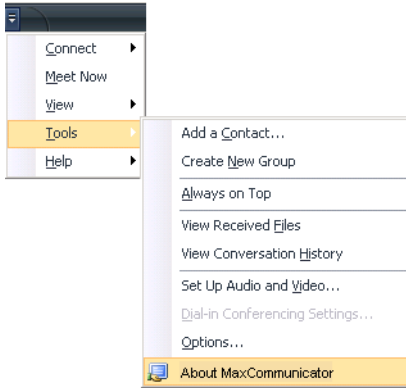 Connect
Meet Now
View
Tools
Help
Add a Contact...
Create New Group
Always on Top
View Received Files
View Conversation History
Set Up Audio and Video...
Dial-in Conferencing Settings...
Options...
About MaxCommunicator